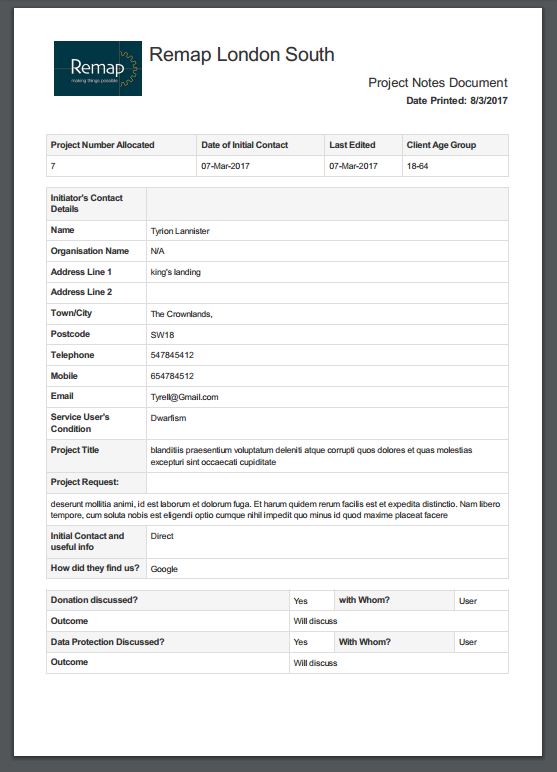 Remap
making things possible
Remap London South
Project Notes Document
Date Printed: 8/3/2017
Project Number Allocated Date of Initial Contact Last Edited Client Age Group
7 07-Mar-2017 07-Mar-2017 18-64
Initiator's Contact
Details
Name Tyrion Lannister
Organisation Name N/A
Address Line 1 king's landing
Address Line 2
Town/City The Crownlands,
Postcode SW18
Telephone 547845412
Mobile 654784512
Email Tyrell@Gmail.com
Service User's Dwarfism
Condition
Project Title blanditiis praesentium voluptatum deleniti atque corrupti quos dolores et quas molestias
excepturi sint occaecati cupiditate
Project Request:
deserunt mollitia animi, id est laborum et dolorum fuga. Et harum quidem rerum facilis est et expedita distinctio. Nam libero
tempore, cum soluta nobis est eligendi optio cumque nihil impedit quo minus id quod maxime placeat facere
Initial Contact and Direct
useful info
How did they find us? Google
Donation discussed? Yes with Whom? User
Outcome Will discuss
Data Protection Discussed? Yes With Whom? User
Outcome Will discuss